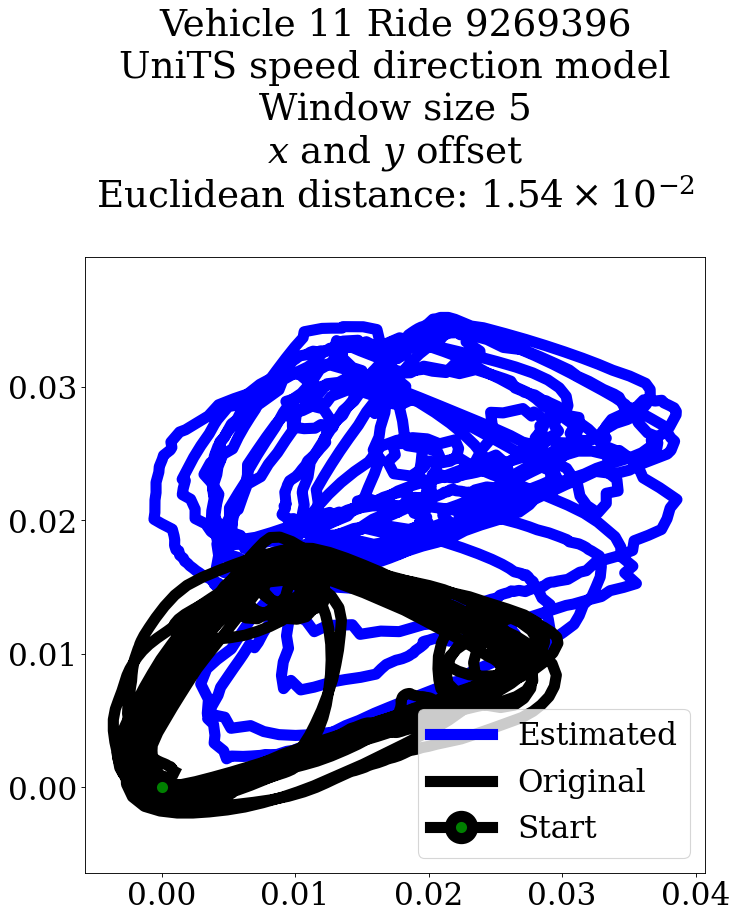 Vehicle 11 Ride 9269396
UniTS speed direction model
Window size 5
x and y offset
Euclidean distance: 1.54 × 10⁻²
0.03
0.02
0.01
0.00
Estimated
Original
Start
0.00 0.01 0.02 0.03 0.04